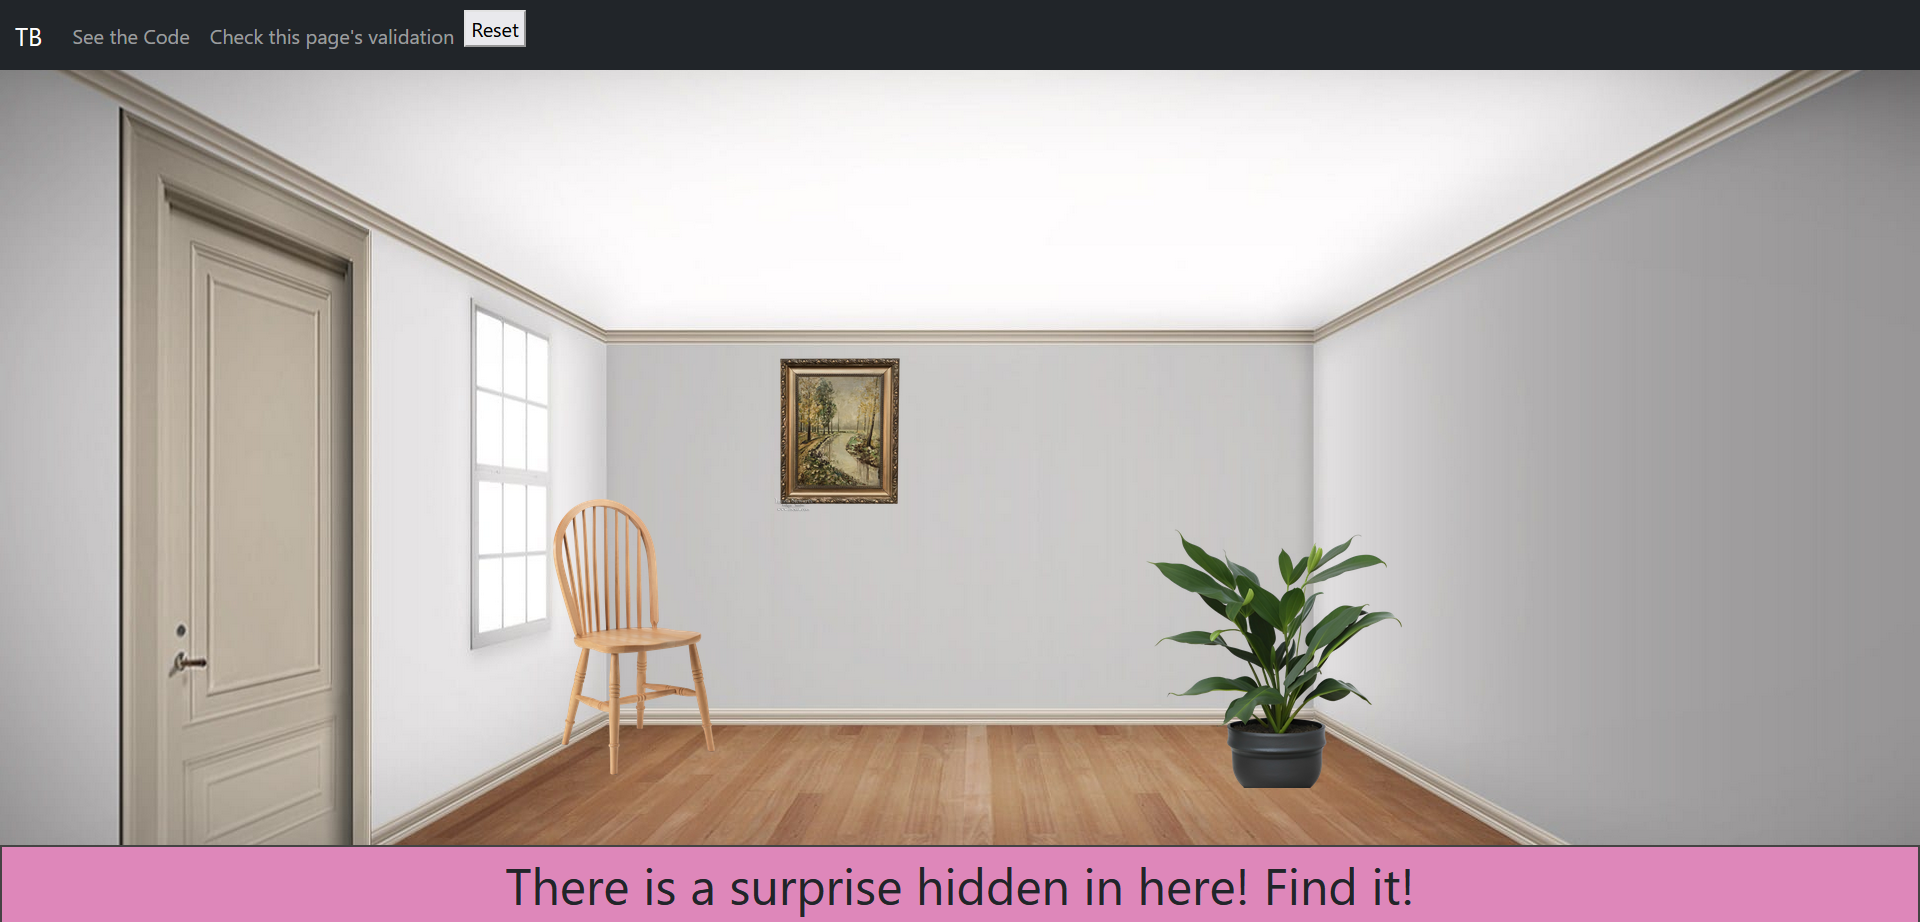 TB
See the Code
Check this page's validation
Reset
There is a surprise hidden in here! Find it!